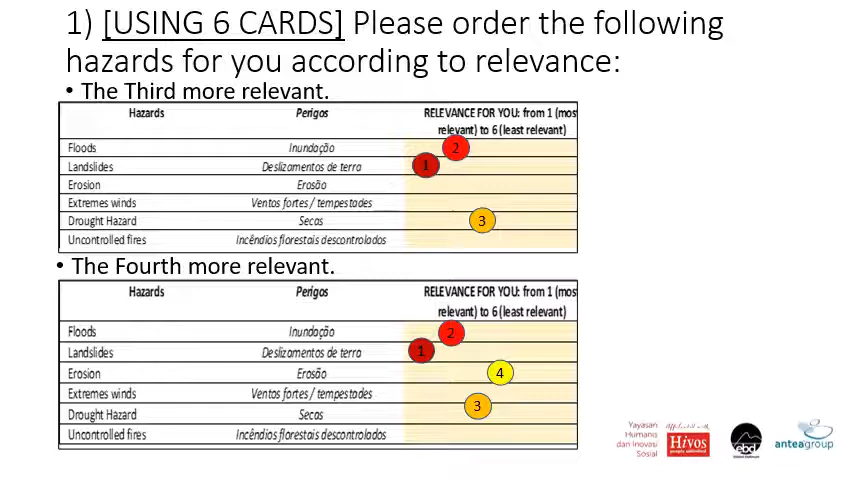 1) [USING 6 CARDS] Please order the following
hazards for you according to relevance:
• The Third more relevant.
Hazards Perigos RELEVANCE FOR YOU: from 1 (mos
relevant) to 6 (least relevant)
Floods Inundação 2
Landslides Deslizamentos de terra 1
Erosion Erosão
Extremes winds Ventos fortes / tempestades
Drought Hazard Secas 3
Uncontrolled fires Incêndios florestais descontrolados
• The Fourth more relevant.
Hazards Perigos RELEVANCE FOR YOU: from 1 (mos
relevant) to 6 (least relevant)
Floods Inundação 2
Landslides Deslizamentos de terra 1
Erosion Erosão 4
Extremes winds Ventos fortes / tempestades
Drought Hazard Secas 3
Uncontrolled fires Incêndios florestais descontrolados
Yayasan
Humanis
dan Inovasi
Sosial
Hivos
people unlimited
ebd
anteagroup